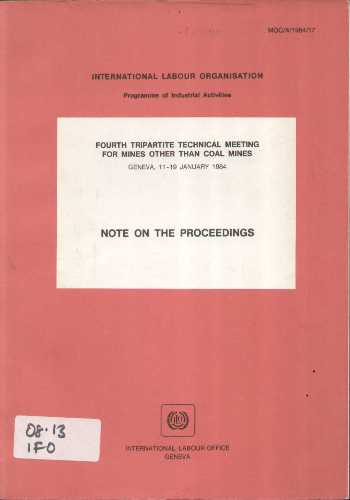 MOC/4/1984/17
INTERNATIONAL LABOUR ORGANISATION
Programme of Industrial Activities
FOURTH TRIPARTITE TECHNICAL MEETING
FOR MINES OTHER THAN COAL MINES
GENEVA, 11-19 JANUARY 1984
NOTE ON THE PROCEEDINGS
08.13
IFO
INTERNATIONAL LABOUR OFFICE
GENEVA